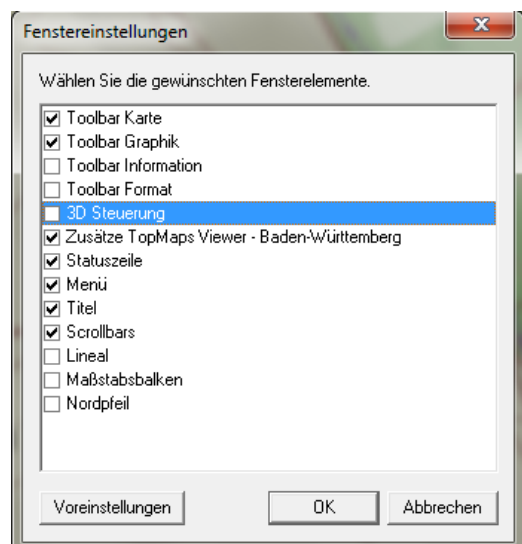 Fenstereinstellungen
Wählen Sie die gewünschten Fensterelemente.
Toolbar Karte
Toolbar Graphik
Toolbar Information
Toolbar Format
3D Steuerung
Zusätze TopMaps Viewer - Baden-Württemberg
Statuszeile
Menü
Titel
Scrollbars
Lineal
Maßstabsbalken
Nordpfeil
Voreinstellungen OK Abbrechen